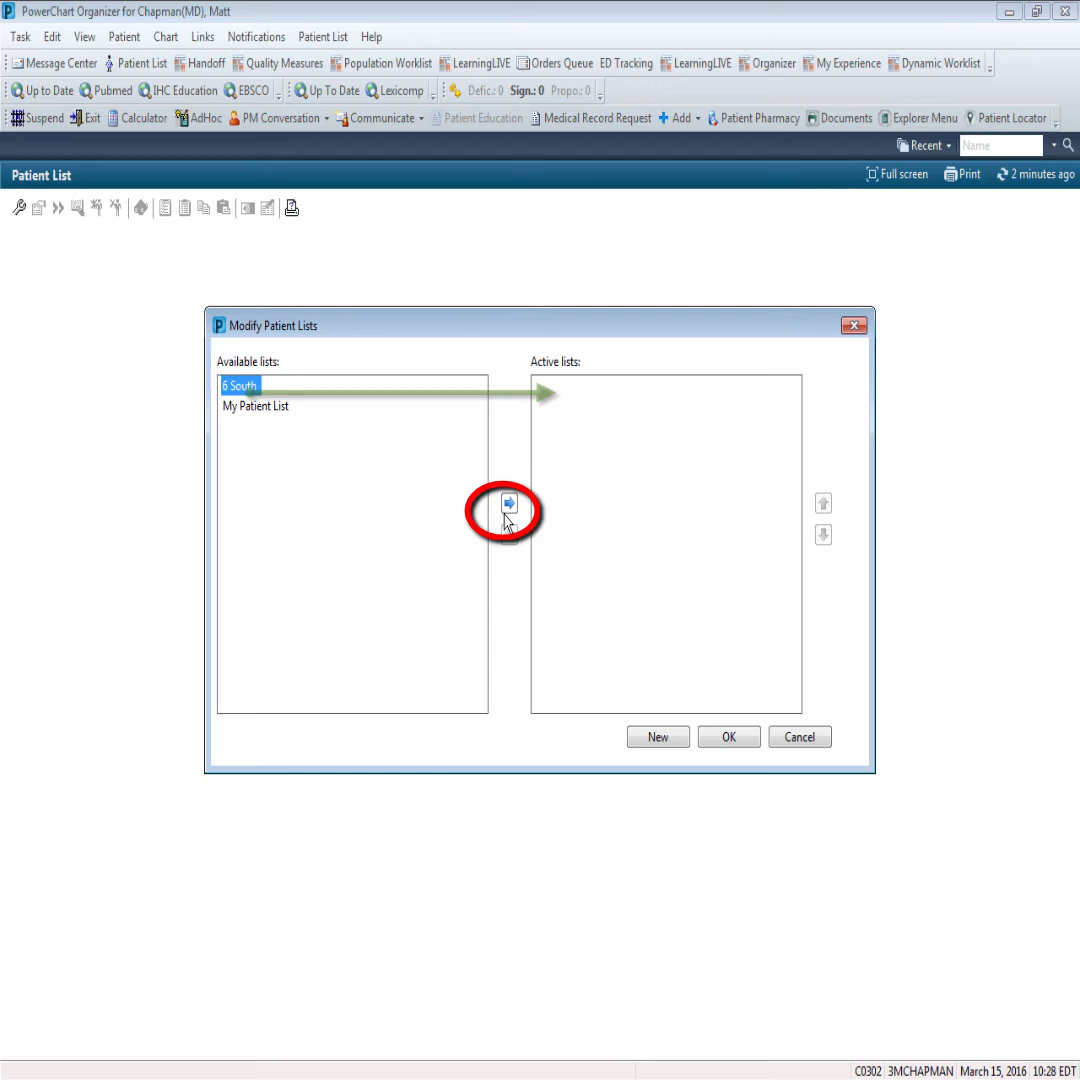 PowerChart Organizer for Chapman(MD), Matt
Task Edit View Patient Chart Links Notifications Patient List Help
Message Center Patient List Handoff Quality Measures Population Worklist LearningLIVE Orders Queue ED Tracking LearningLIVE Organizer My Experience Dynamic Worklist
Up to Date Pubmed IHC Education EBSCO Up To Date Lexicomp Defic.: 0 Sign.: 0 Propo.: 0
Suspend Exit Calculator AdHoc PM Conversation Communicate Patient Education Medical Record Request Add Patient Pharmacy Documents Explorer Menu Patient Locator
Recent Name
Patient List Full screen Print 2 minutes ago
Modify Patient Lists
Available lists: Active lists:
6 South
My Patient List
New OK Cancel
C0302 3MCHAPMAN March 15, 2016 10:28 EDT